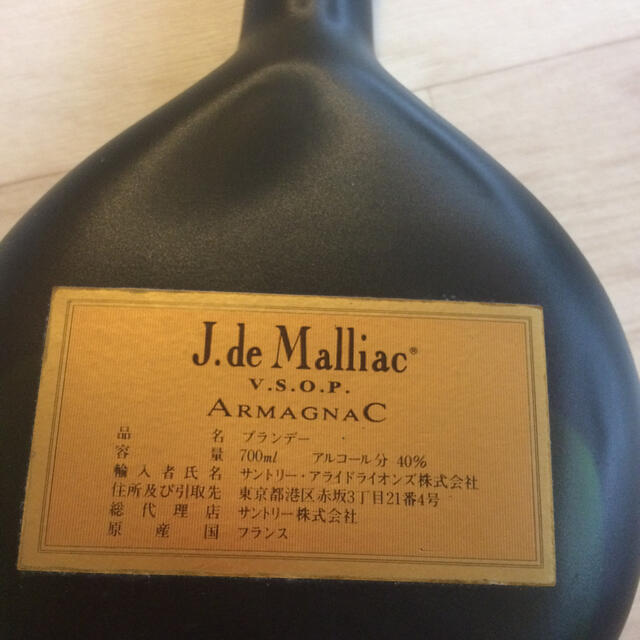 J. de Malliac®
V.S.O.P.
ARMAGNAC
品名 ブランデー
容量 700ml アルコール分 40%
輸入者氏名 サントリー・アライドライオンズ株式会社
住所及び引取先 東京都港区赤坂3丁目21番4号
総代理店 サントリー株式会社
原産国 フランス